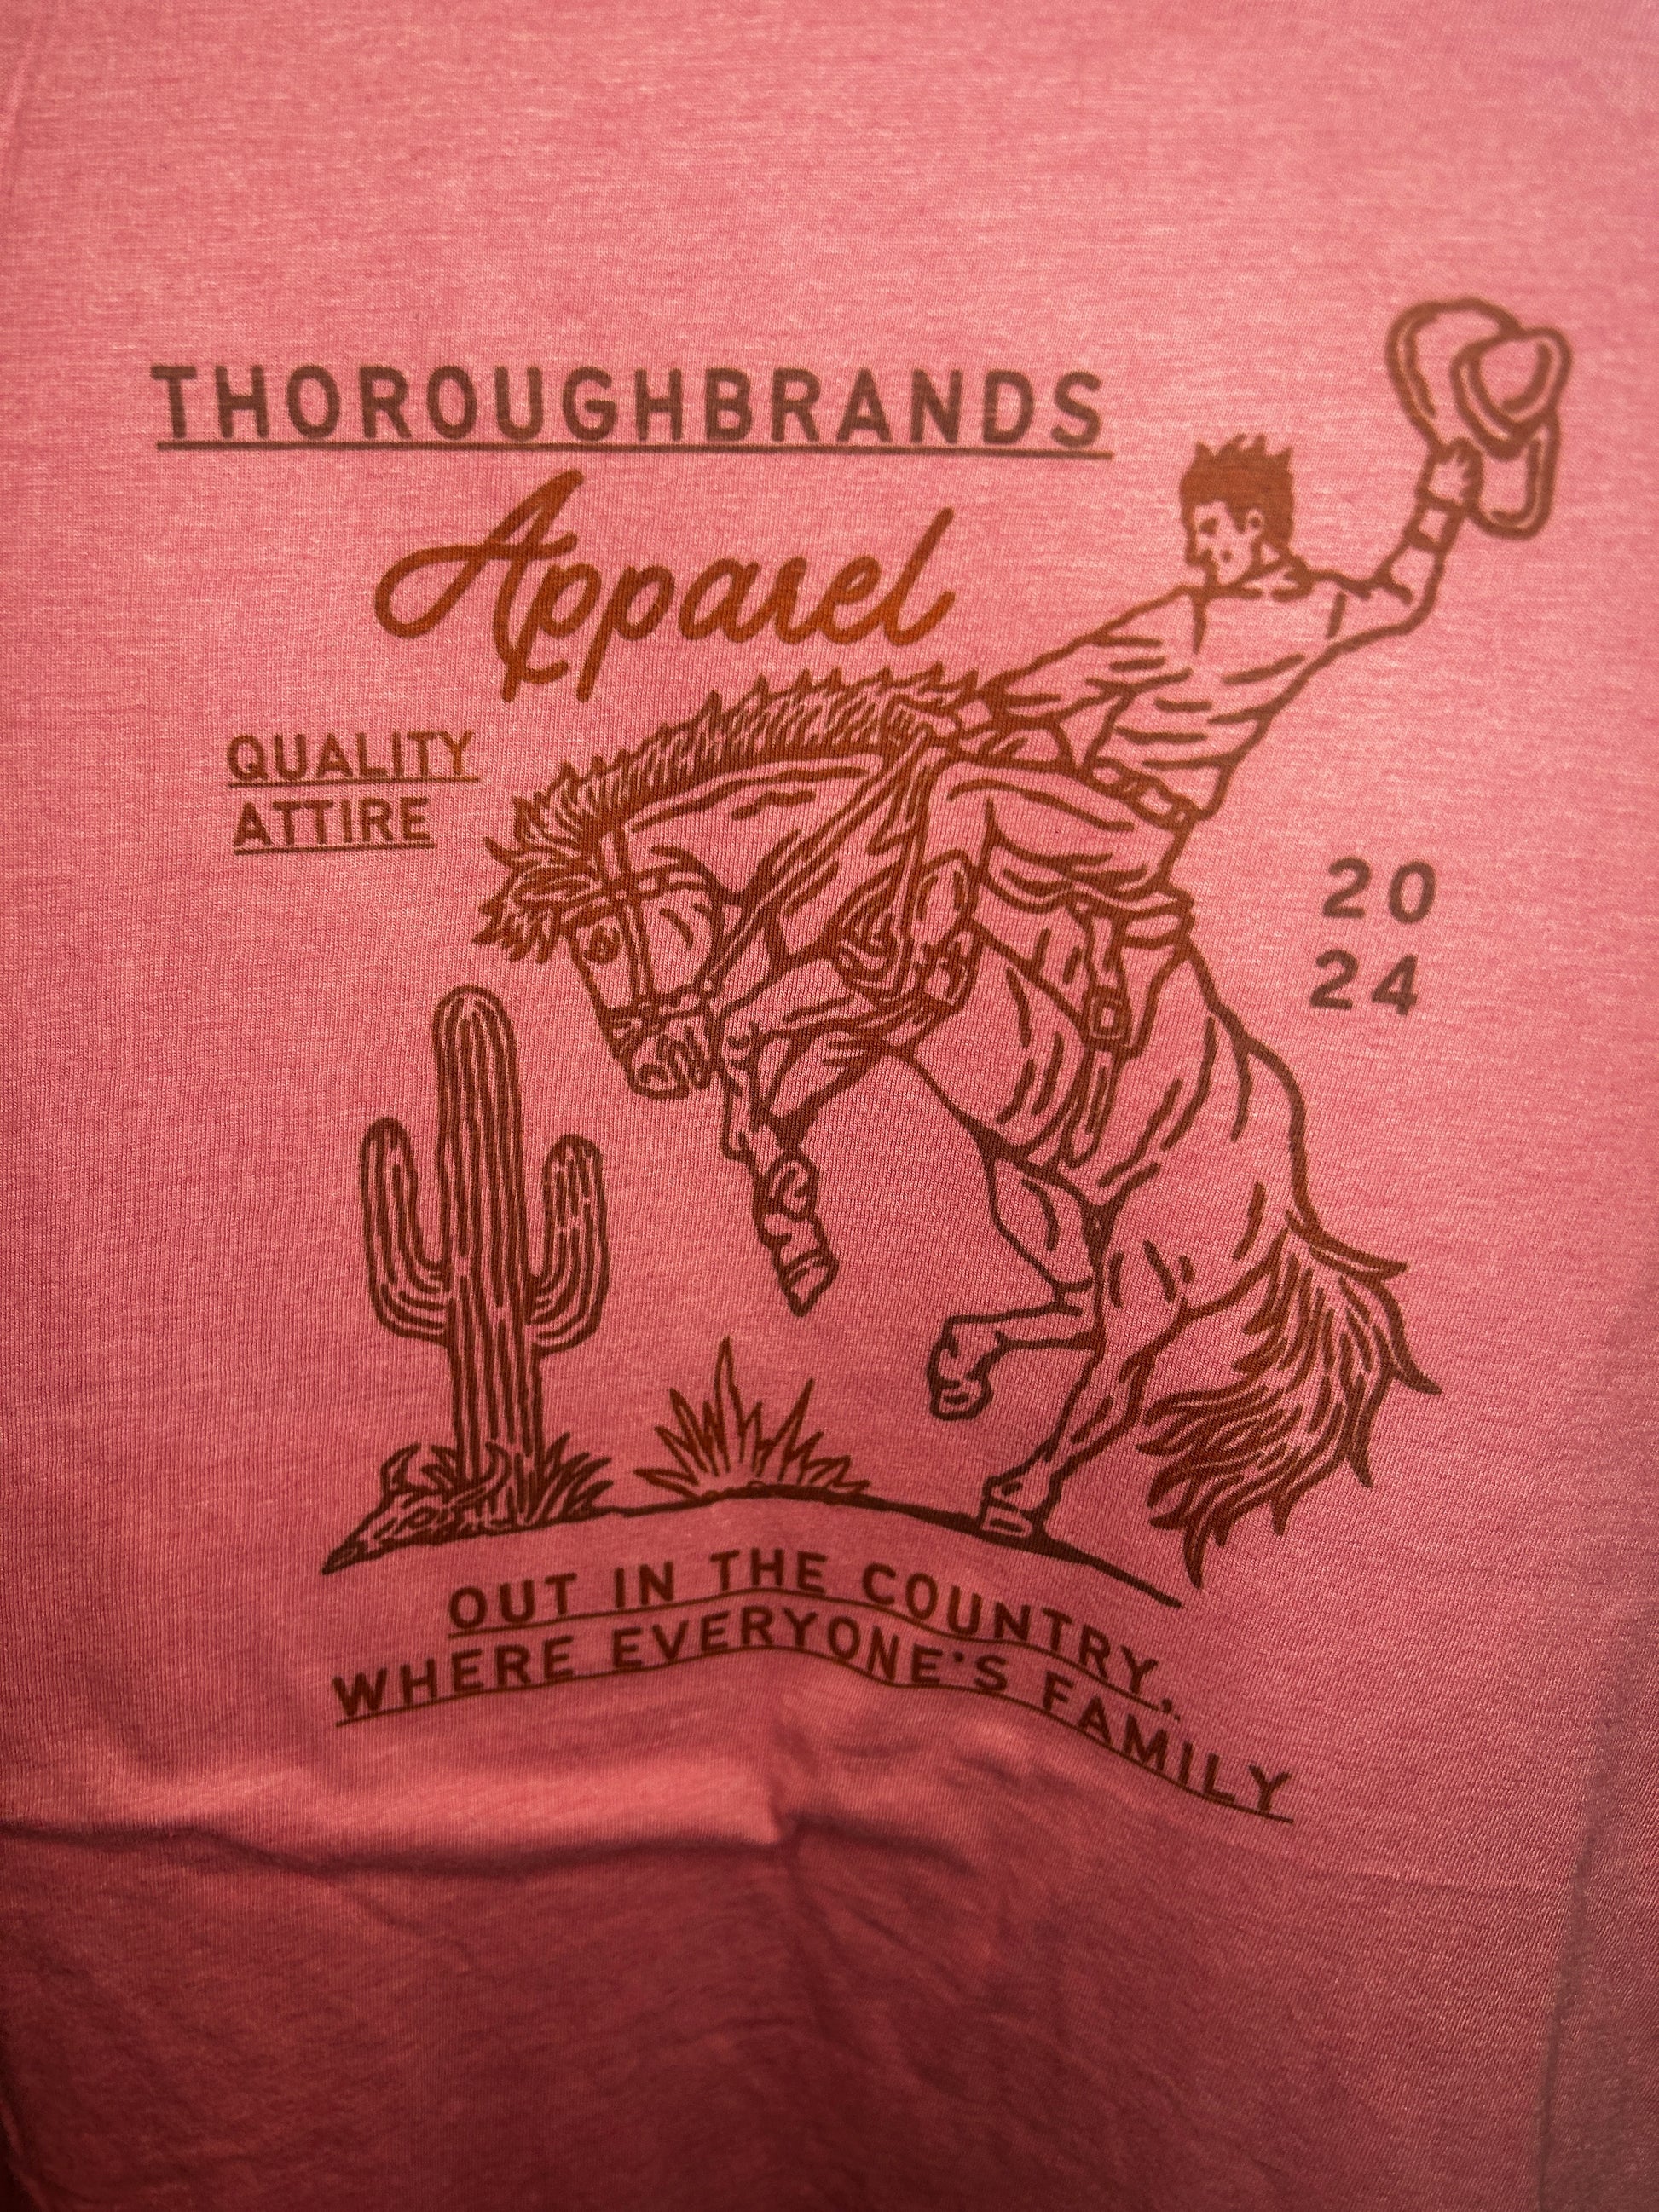 THOROUGHBRANDS
Apparel
QUALITY
ATTIRE
20
24
OUT IN THE COUNTRY,
WHERE EVERYONE'S FAMILY